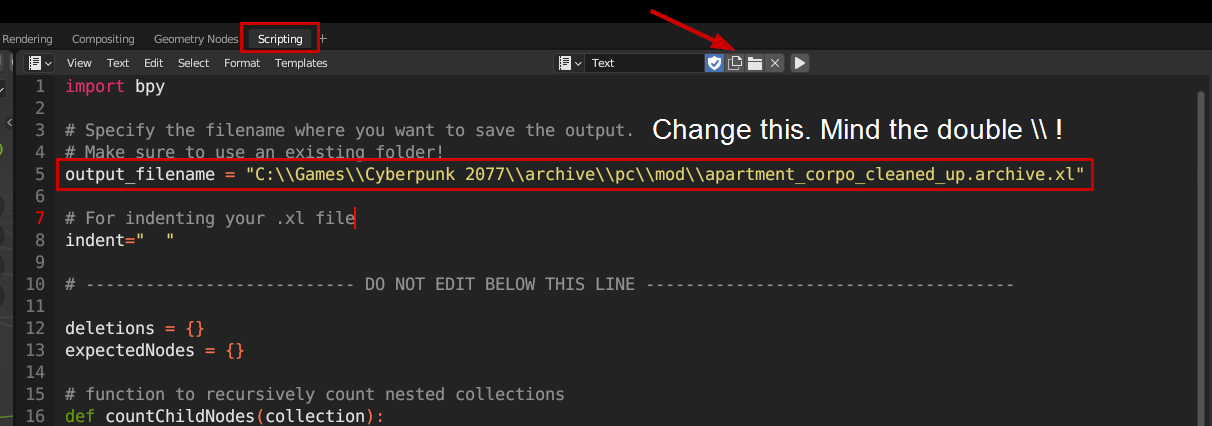 Rendering Compositing Geometry Nodes Scripting +
View Text Edit Select Format Templates Text
1 import bpy
2
3 # Specify the filename where you want to save the output. Change this. Mind the double \\ !
4 # Make sure to use an existing folder!
5 output_filename = "C:\\Games\\Cyberpunk 2077\\archive\\pc\\mod\\apartment_corpo_cleaned_up.archive.xl"
6
7 # For indenting your .xl file
8 indent="  "
9
10 # --------------------------- DO NOT EDIT BELOW THIS LINE -------------------------------------
11
12 deletions = {}
13 expectedNodes = {}
14
15 # function to recursively count nested collections
16 def countChildNodes(collection):